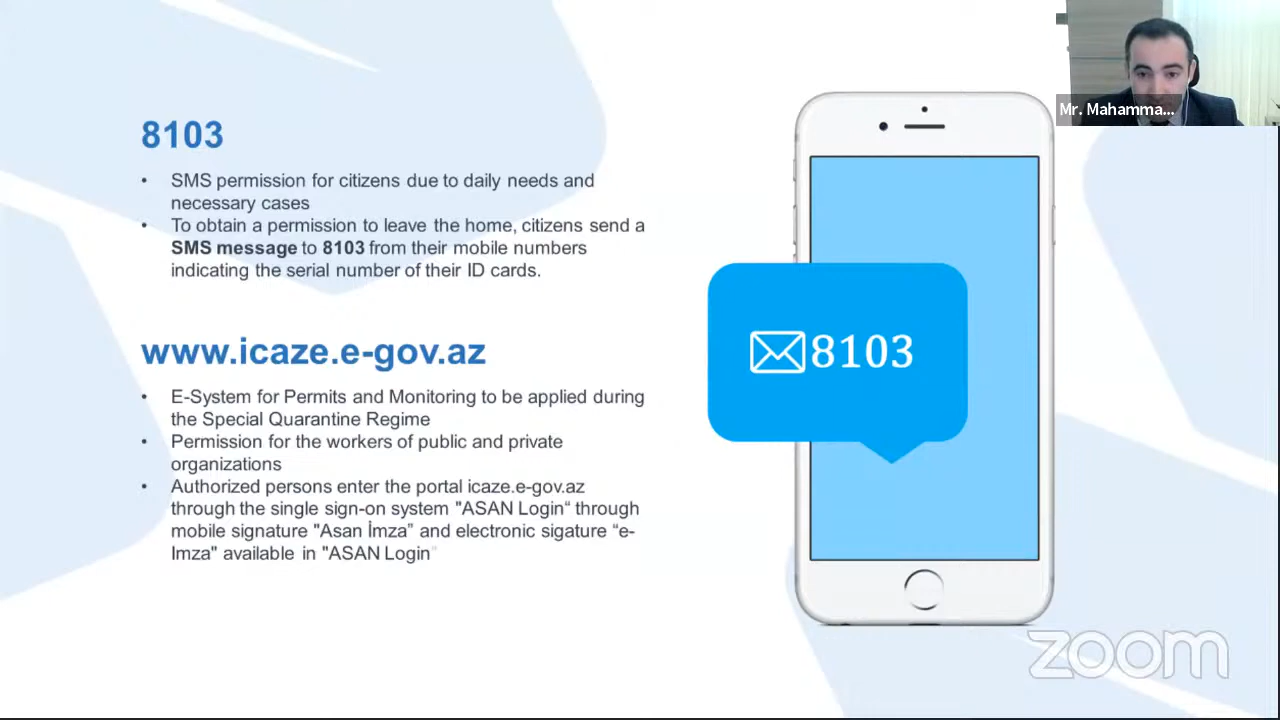 8103
• SMS permission for citizens due to daily needs and
necessary cases
• To obtain a permission to leave the home, citizens send a
SMS message to 8103 from their mobile numbers
indicating the serial number of their ID cards.
www.icaze.e-gov.az
• E-System for Permits and Monitoring to be applied during
the Special Quarantine Regime
• Permission for the workers of public and private
organizations
• Authorized persons enter the portal icaze.e-gov.az
through the single sign-on system "ASAN Login“ through
mobile signature "Asan İmza” and electronic sigature “e-
Imza" available in "ASAN Login"
8103
Mr. Mahamma...
zoom